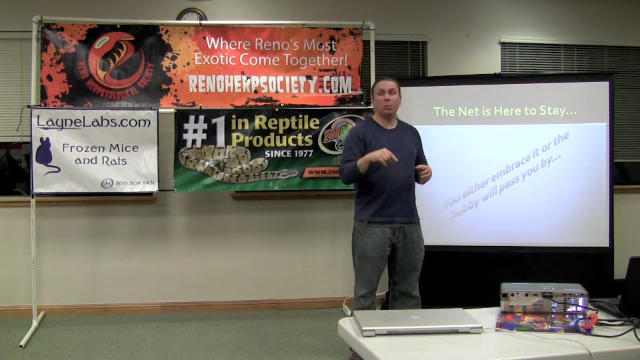 Where Reno's Most
Exotic Come Together!
RENOHERPSOCIETY.COM
LayneLabs.com
Frozen Mice
and Rats
#1 in Reptile
Products
SINCE 1977
The Net is Here to Stay...
You either embrace it or the
hobby will pass you by...